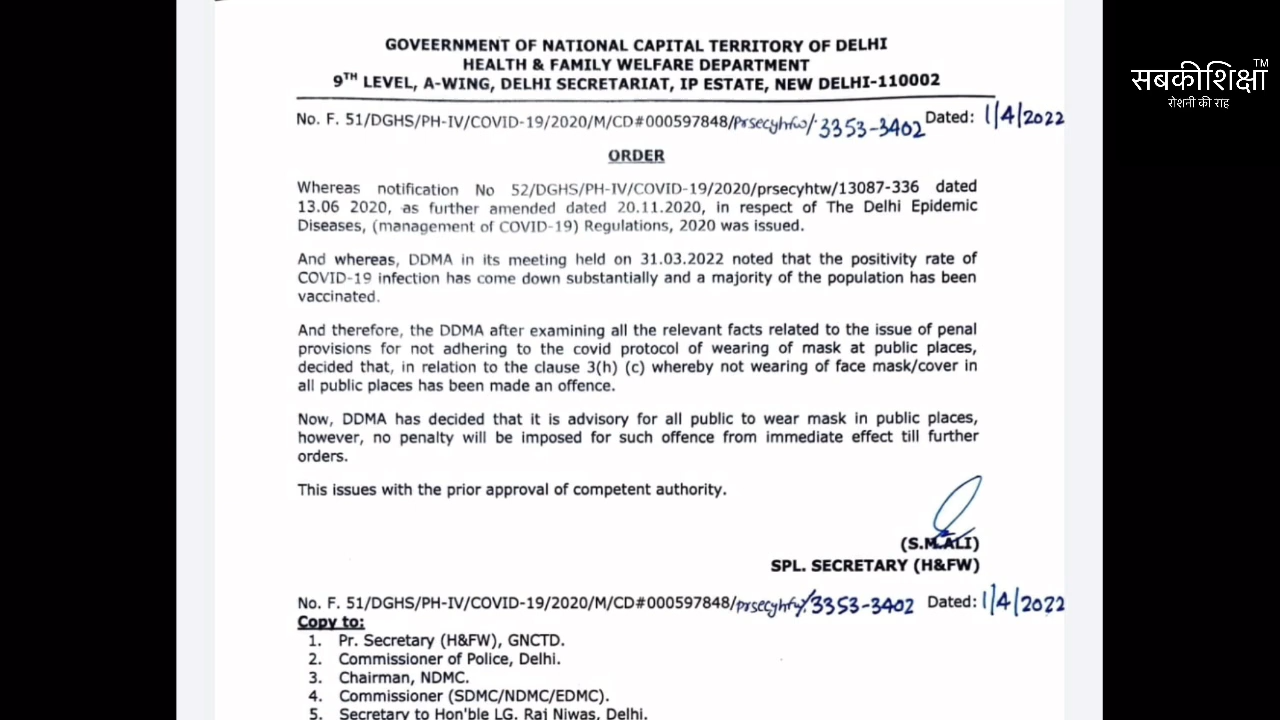 GOVEERNMENT OF NATIONAL CAPITAL TERRITORY OF DELHI
HEALTH & FAMILY WELFARE DEPARTMENT
9TH LEVEL, A-WING, DELHI SECRETARIAT, IP ESTATE, NEW DELHI-110002
सबकीशिक्षा TM
रोशनी की राह
No. F. 51/DGHS/PH-IV/COVID-19/2020/M/CD#000597848/prsecyhfw/3353-3402 Dated: 1/4/2022
ORDER
Whereas notification No 52/DGHS/PH-IV/COVID-19/2020/prsecyhtw/13087-336 dated
13.06 2020, as further amended dated 20.11.2020, in respect of The Delhi Epidemic
Diseases, (management of COVID-19) Regulations, 2020 was issued.
And whereas, DDMA in its meeting held on 31.03.2022 noted that the positivity rate of
COVID-19 infection has come down substantially and a majority of the population has been
vaccinated.
And therefore, the DDMA after examining all the relevant facts related to the issue of penal
provisions for not adhering to the covid protocol of wearing of mask at public places,
decided that, in relation to the clause 3(h) (c) whereby not wearing of face mask/cover in
all public places has been made an offence.
Now, DDMA has decided that it is advisory for all public to wear mask in public places,
however, no penalty will be imposed for such offence from immediate effect till further
orders.
This issues with the prior approval of competent authority.
(S.M.ALI)
SPL. SECRETARY (H&FW)
No. F. 51/DGHS/PH-IV/COVID-19/2020/M/CD#000597848/prsecyhfw/3353-3402 Dated: 1/4/2022
Copy to:
1. Pr. Secretary (H&FW), GNCTD.
2. Commissioner of Police, Delhi.
3. Chairman, NDMC.
4. Commissioner (SDMC/NDMC/EDMC).
5. Secretary to Hon'ble LG, Raj Niwas, Delhi.